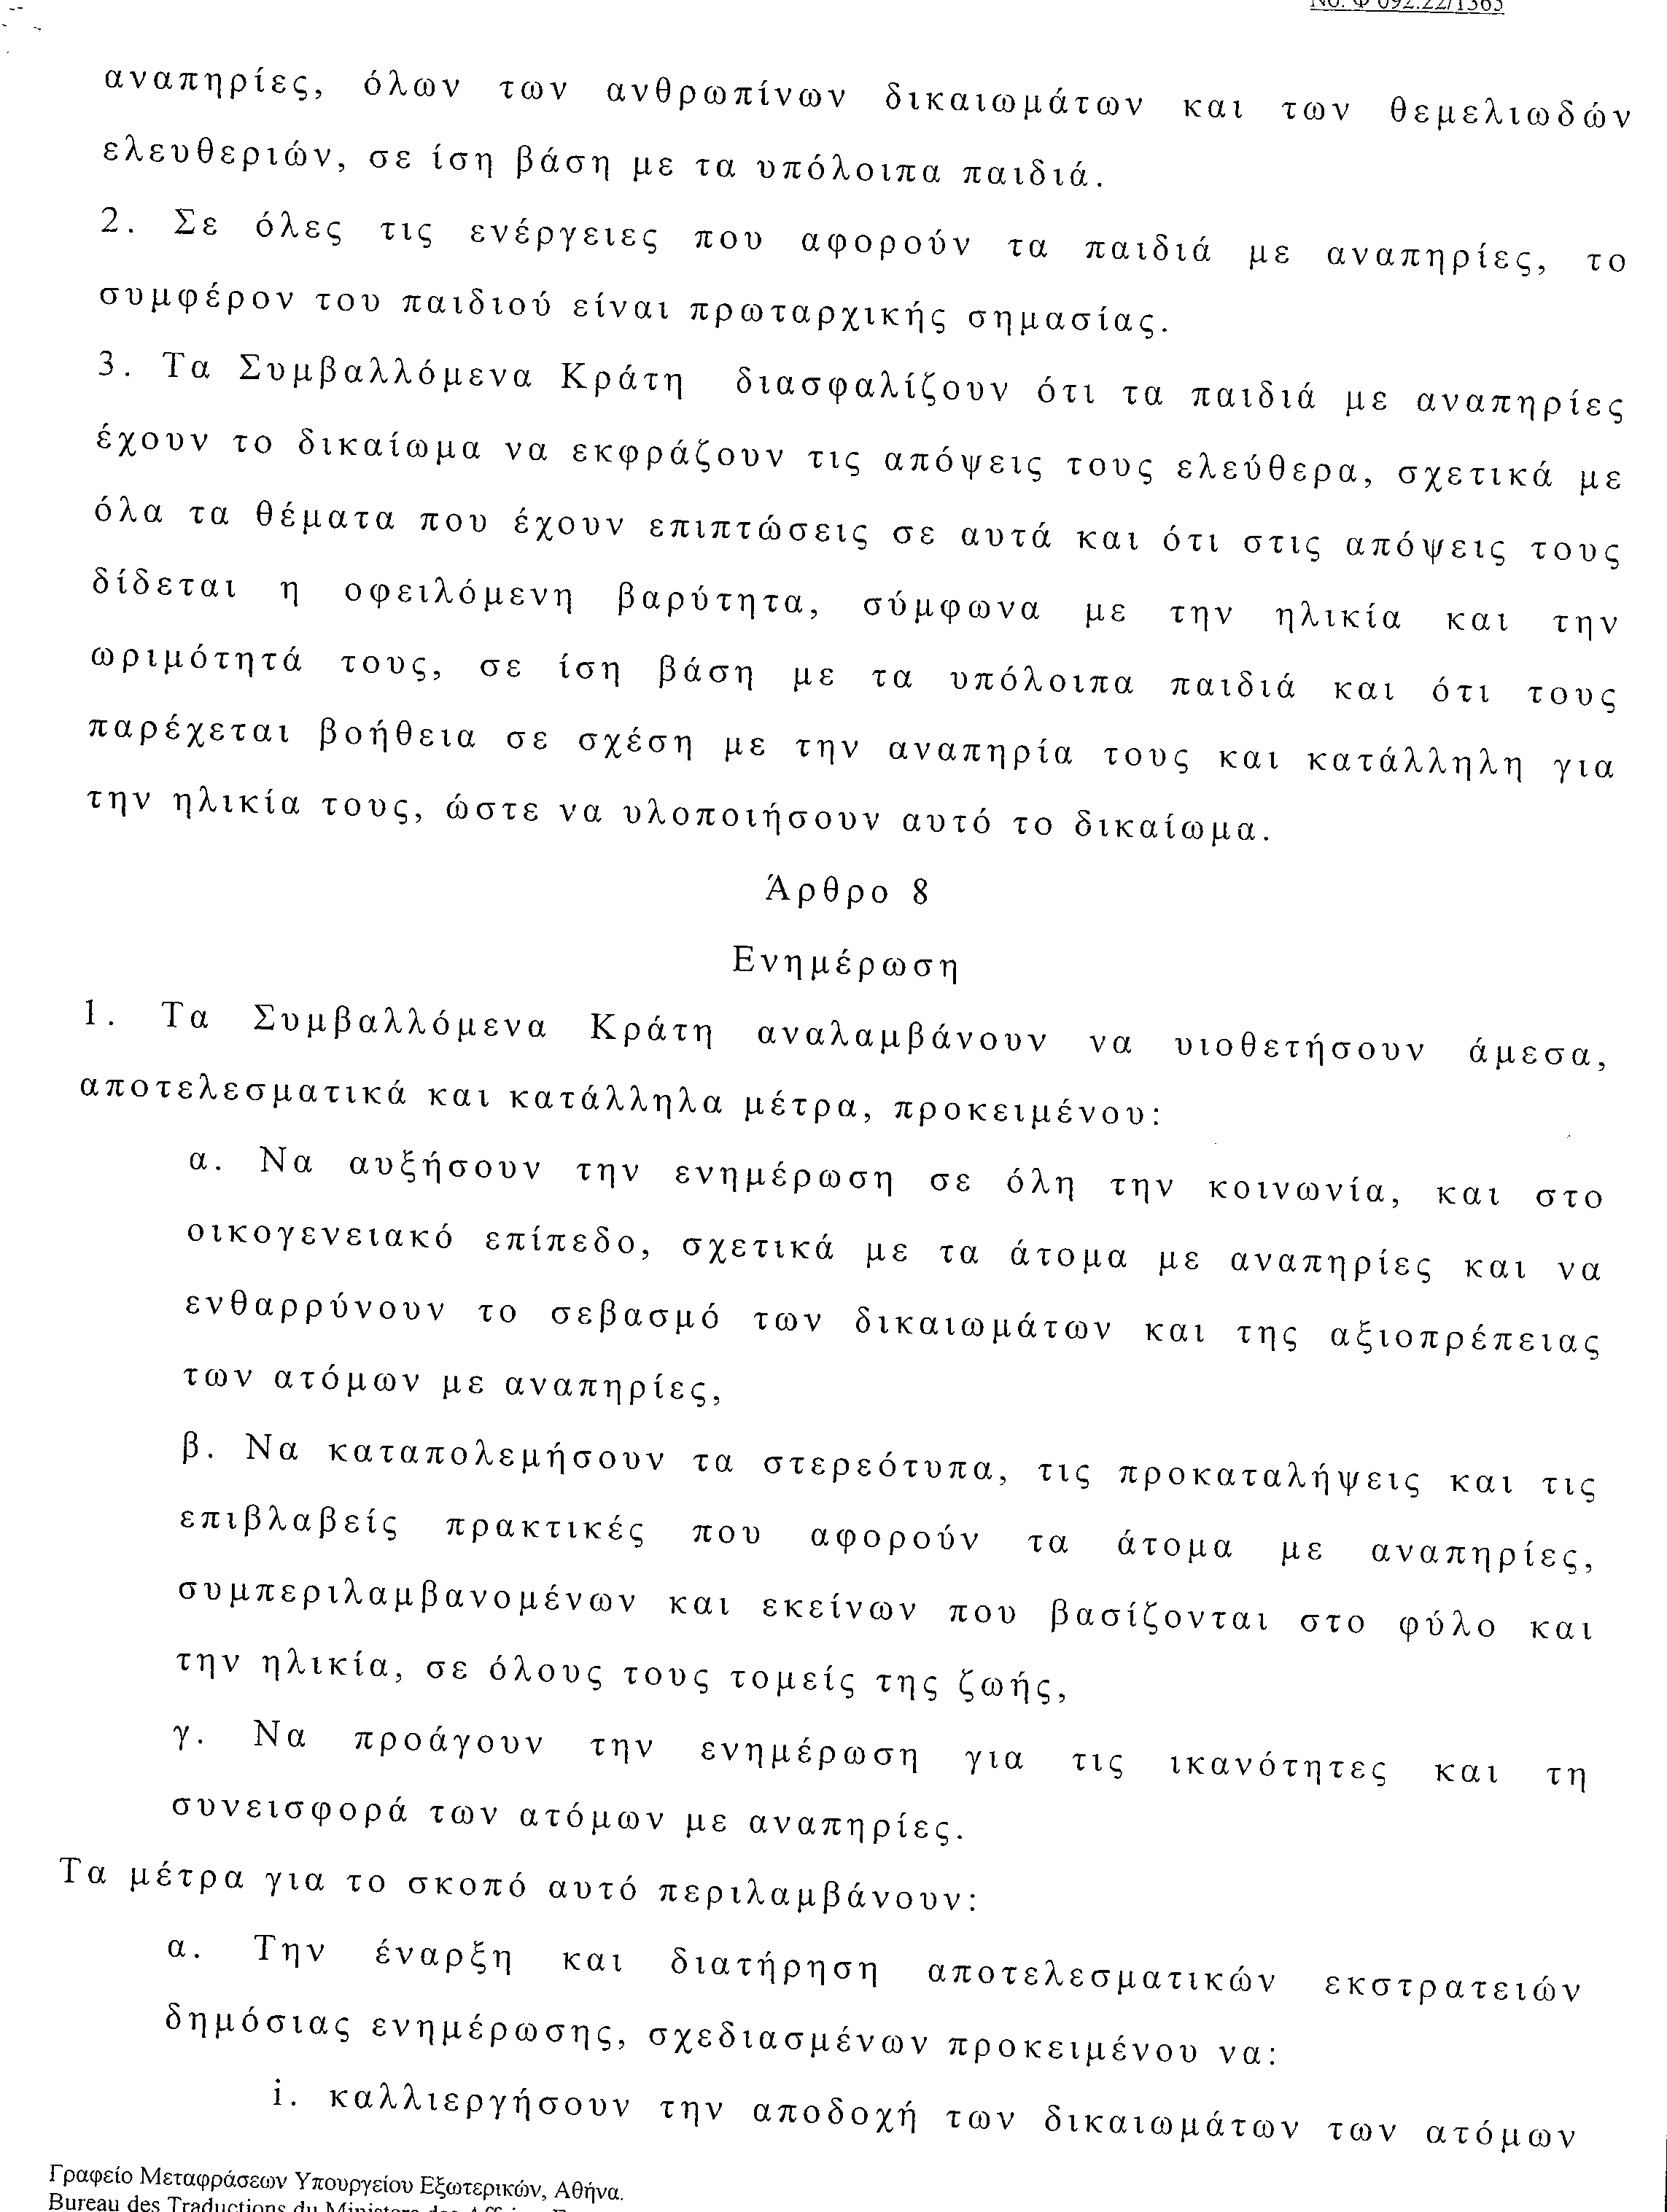 No. Φ 092.22/1365
αναπηρίες, όλων των ανθρωπίνων δικαιωμάτων και των θεμελιωδών
ελευθεριών, σε ίση βάση με τα υπόλοιπα παιδιά.
2. Σε όλες τις ενέργειες που αφορούν τα παιδιά με αναπηρίες, το
συμφέρον του παιδιού είναι πρωταρχικής σημασίας.
3. Τα Συμβαλλόμενα Κράτη διασφαλίζουν ότι τα παιδιά με αναπηρίες
έχουν το δικαίωμα να εκφράζουν τις απόψεις τους ελεύθερα, σχετικά με
όλα τα θέματα που έχουν επιπτώσεις σε αυτά και ότι στις απόψεις τους
δίδεται η οφειλόμενη βαρύτητα, σύμφωνα με την ηλικία και την
ωριμότητά τους, σε ίση βάση με τα υπόλοιπα παιδιά και ότι τους
παρέχεται βοήθεια σε σχέση με την αναπηρία τους και κατάλληλη για
την ηλικία τους, ώστε να υλοποιήσουν αυτό το δικαίωμα.
Άρθρο 8
Ενημέρωση
1. Τα Συμβαλλόμενα Κράτη αναλαμβάνουν να υιοθετήσουν άμεσα,
αποτελεσματικά και κατάλληλα μέτρα, προκειμένου:
α. Να αυξήσουν την ενημέρωση σε όλη την κοινωνία, και στο
οικογενειακό επίπεδο, σχετικά με τα άτομα με αναπηρίες και να
ενθαρρύνουν το σεβασμό των δικαιωμάτων και της αξιοπρέπειας
των ατόμων με αναπηρίες,
β. Να καταπολεμήσουν τα στερεότυπα, τις προκαταλήψεις και τις
επιβλαβείς πρακτικές που αφορούν τα άτομα με αναπηρίες,
συμπεριλαμβανομένων και εκείνων που βασίζονται στο φύλο και
την ηλικία, σε όλους τους τομείς της ζωής,
γ. Να προάγουν την ενημέρωση για τις ικανότητες και τη
συνεισφορά των ατόμων με αναπηρίες.
Τα μέτρα για το σκοπό αυτό περιλαμβάνουν:
α. Την έναρξη και διατήρηση αποτελεσματικών εκστρατειών
δημόσιας ενημέρωσης, σχεδιασμένων προκειμένου να:
i. καλλιεργήσουν την αποδοχή των δικαιωμάτων των ατόμων
Γραφείο Μεταφράσεων Υπουργείου Εξωτερικών, Αθήνα.
Bureau des Traductions du